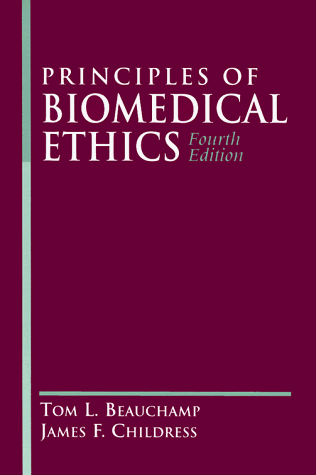 PRINCIPLES OF
BIOMEDICAL
ETHICS Fourth
Edition
TOM L. BEAUCHAMP
JAMES F. CHILDRESS